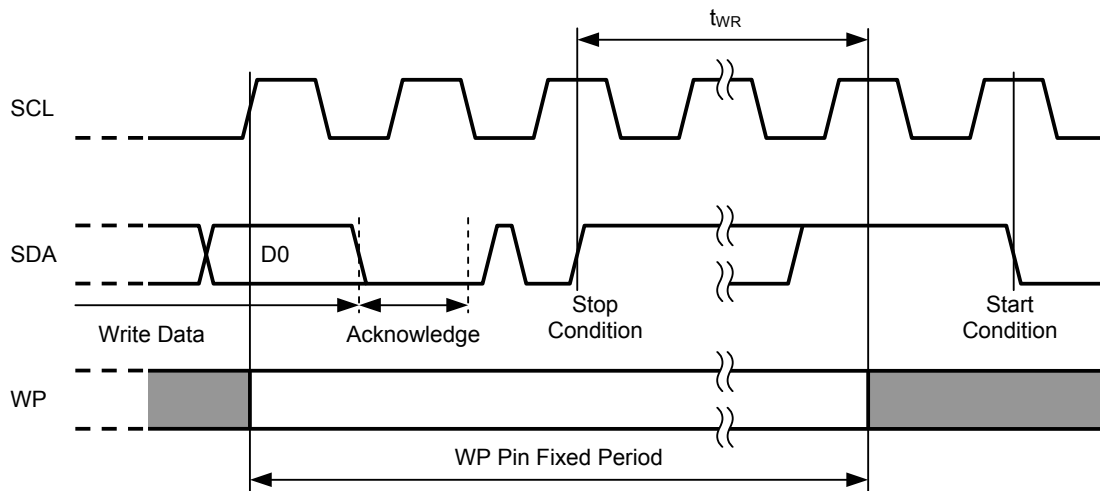 tWR
SCL
SDA
D0
Stop
Condition
Start
Condition
Write Data
Acknowledge
WP
WP Pin Fixed Period